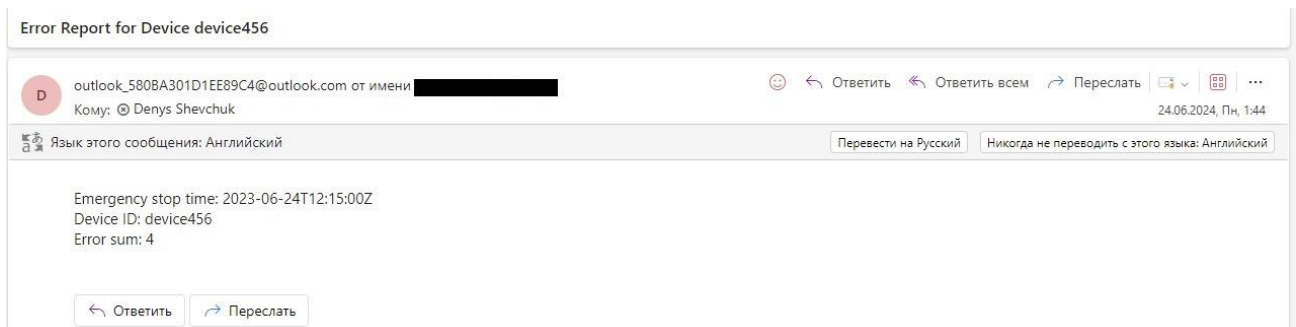 Error Report for Device device456
D
outlook_580BA301D1EE89C4@outlook.com от имени
Ответить
Ответить всем
Переслать
Кому: Denys Shevchuk
24.06.2024, Пн, 1:44
Язык этого сообщения: Английский
Перевести на Русский
Никогда не переводить с этого языка: Английский
Emergency stop time: 2023-06-24T12:15:00Z
Device ID: device456
Error sum: 4
Ответить
Переслать